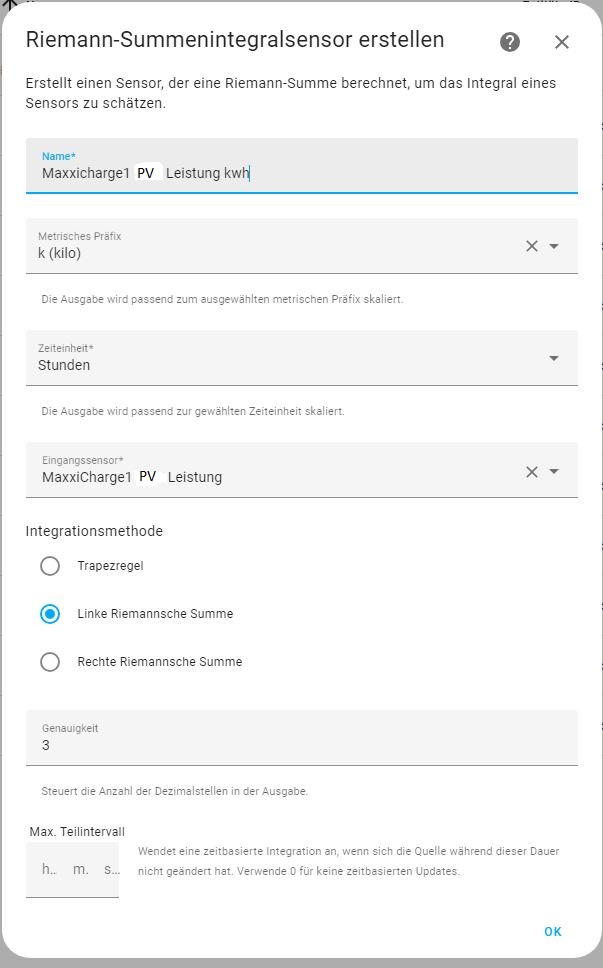 Riemann-Summenintegralsensor erstellen
Erstellt einen Sensor, der eine Riemann-Summe berechnet, um das Integral eines
Sensors zu schätzen.
Name*
Maxxicharge1 PV Leistung kwh
Metrisches Präfix
k (kilo)
Die Ausgabe wird passend zum ausgewählten metrischen Präfix skaliert.
Zeiteinheit*
Stunden
Die Ausgabe wird passend zur gewählten Zeiteinheit skaliert.
Eingangssensor*
MaxxiCharge1 PV Leistung
Integrationsmethode
Trapezregel
Linke Riemannsche Summe
Rechte Riemannsche Summe
Genauigkeit
3
Steuert die Anzahl der Dezimalstellen in der Ausgabe.
Max. Teilintervall
h... m. s...
Wendet eine zeitbasierte Integration an, wenn sich die Quelle während dieser Dauer
nicht geändert hat. Verwende 0 für keine zeitbasierten Updates.
OK